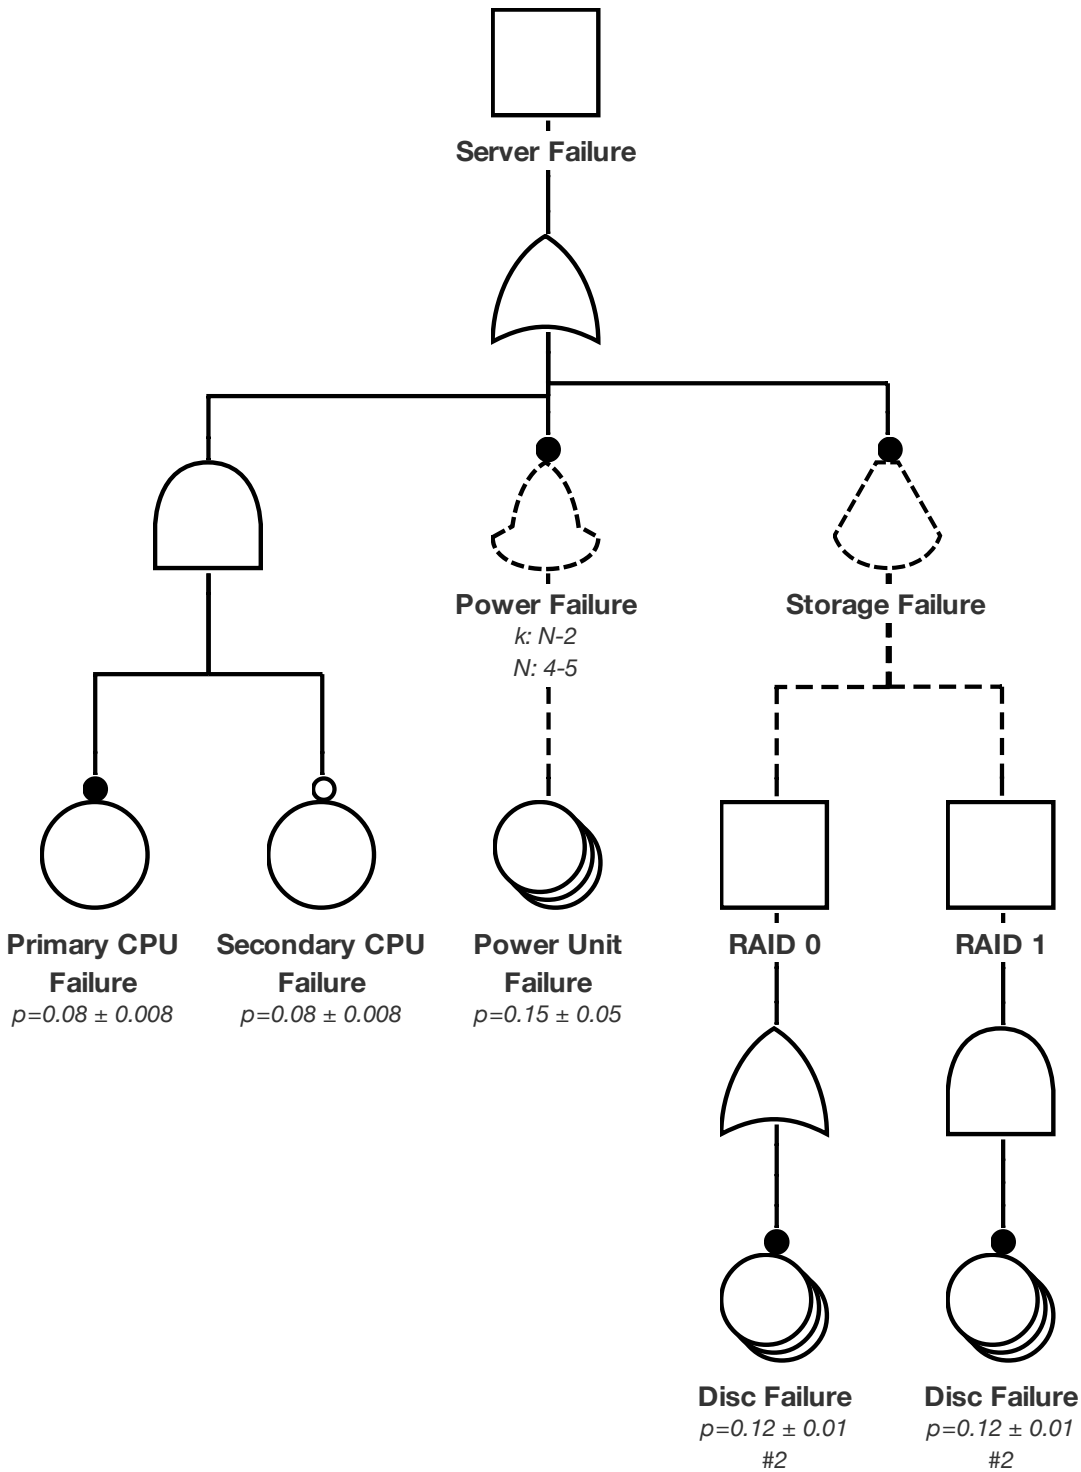 Server Failure
Power Failure
k: N-2
N: 4-5
Storage Failure
Primary CPU
Failure
p=0.08 ± 0.008
Secondary CPU
Failure
p=0.08 ± 0.008
Power Unit
Failure
p=0.15 ± 0.05
RAID 0
RAID 1
Disc Failure
p=0.12 ± 0.01
#2
Disc Failure
p=0.12 ± 0.01
#2